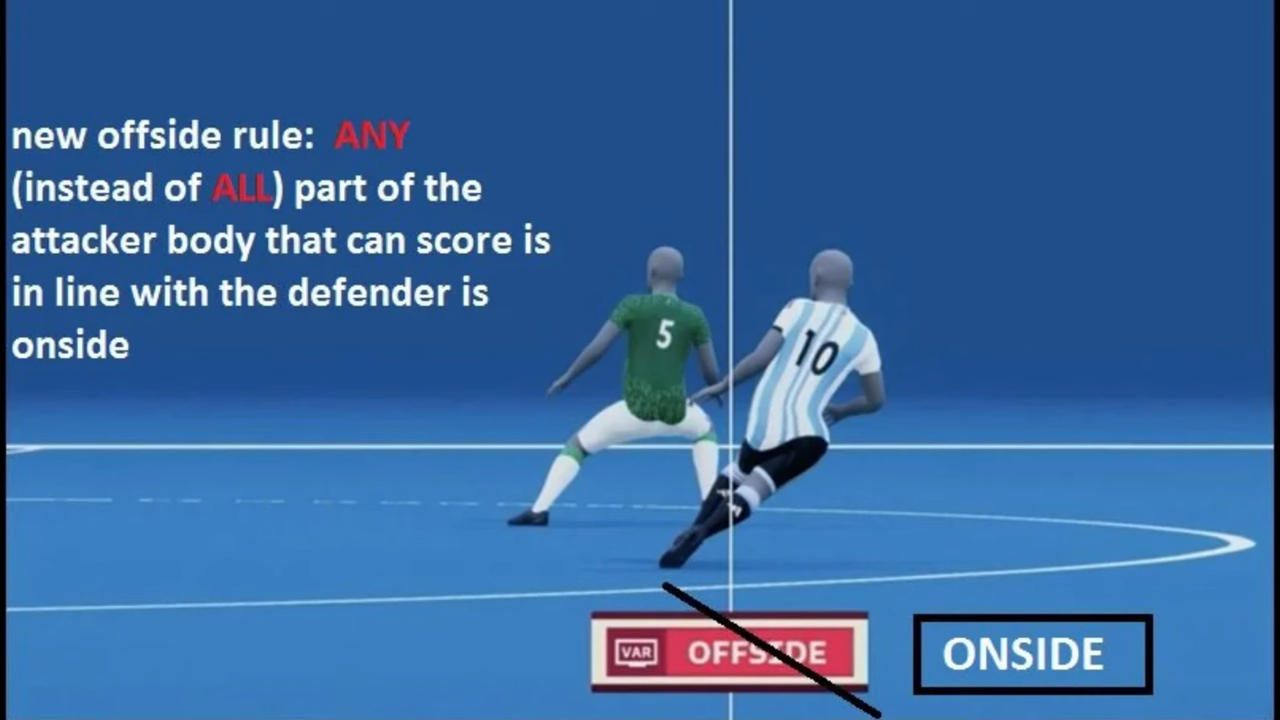 new offside rule: ANY
(instead of ALL) part of the
attacker body that can score is
in line with the defender is
onside
5
10
VAR OFFSIDE
ONSIDE